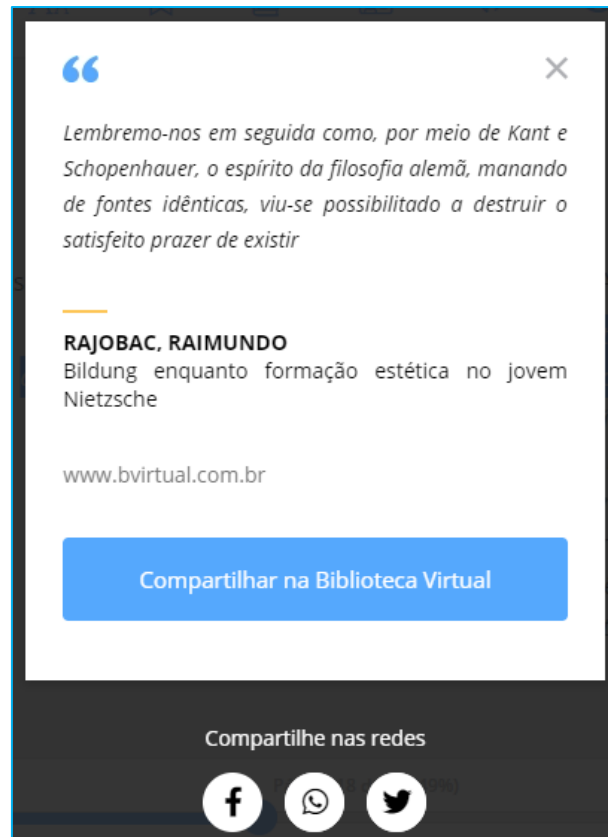 Lembremo-nos em seguida como, por meio de Kant e
Schopenhauer, o espírito da filosofia alemã, manando
de fontes idênticas, viu-se possibilitado a destruir o
satisfeito prazer de existir
RAJOBAC, RAIMUNDO
Bildung enquanto formação estética no jovem
Nietzsche
www.bvirtual.com.br
Compartilhar na Biblioteca Virtual
Compartilhe nas redes